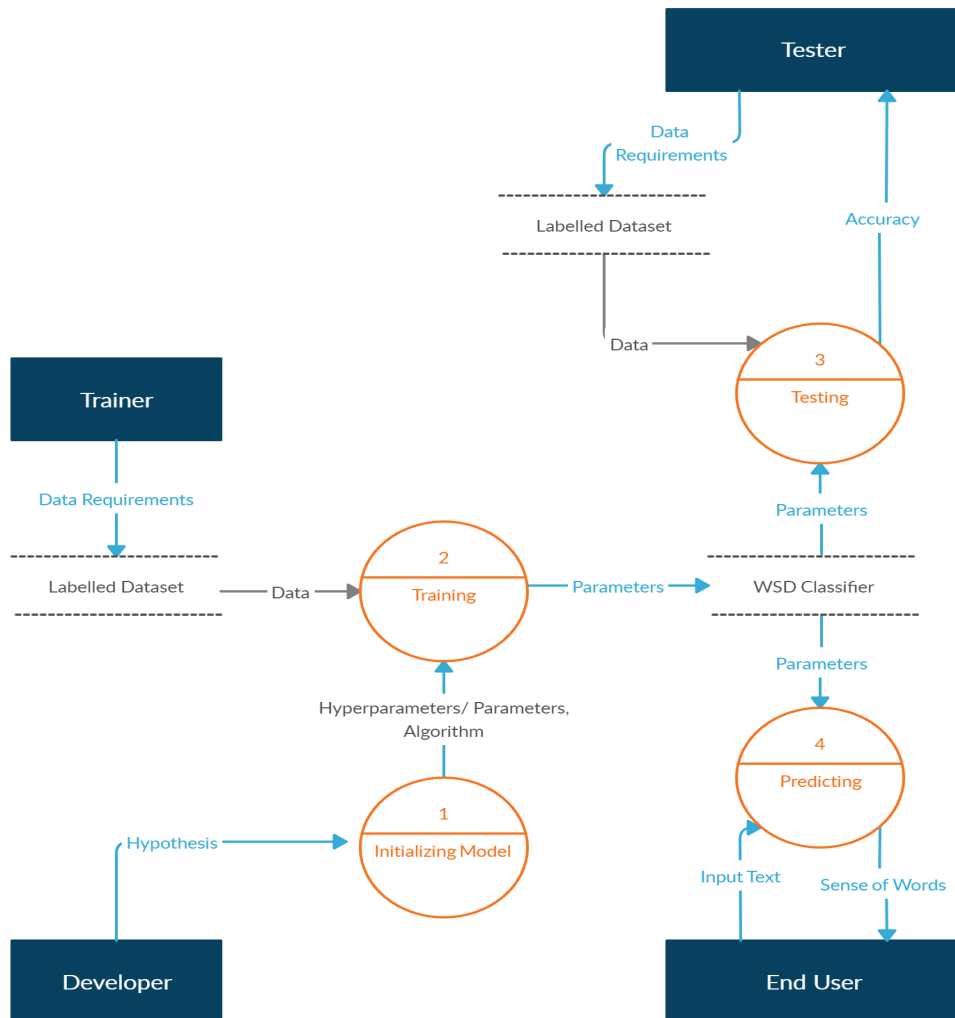 Tester
Data
Requirements
Labelled Dataset
Accuracy
Data
3
Testing
Trainer
Data Requirements
Parameters
2
Labelled Dataset
Data
Training
Parameters
WSD Classifier
Parameters
Hyperparameters/ Parameters,
Algorithm
4
Predicting
1
Hypothesis
Initializing Model
Input Text
Sense of Words
Developer
End User